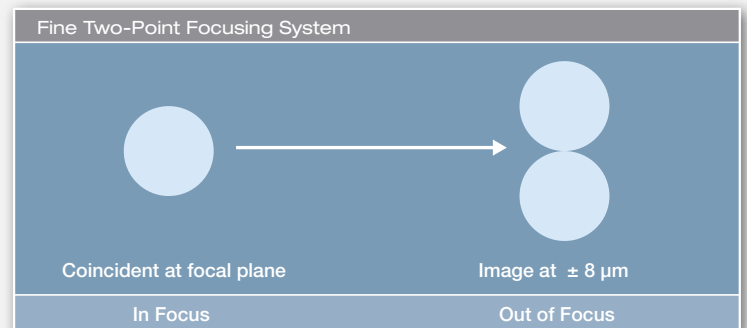 Fine Two-Point Focusing System
Coincident at focal plane
Image at ± 8 µm
In Focus
Out of Focus